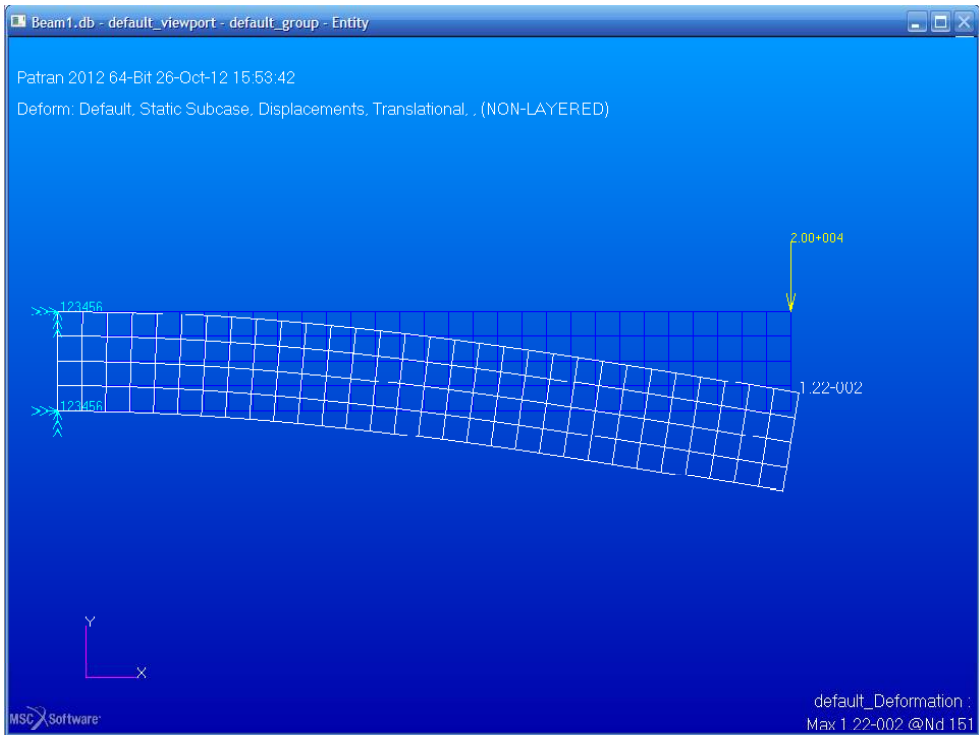 Beam1.db - default_viewport - default_group - Entity
Patran 2012 64-Bit 26-Oct-12 15:53:42
Deform: Default, Static Subcase, Displacements, Translational, , (NON-LAYERED)
2.00+004
123456
1.22-002
123456
Y
X
default_Deformation :
MSC Software
Max 1.22-002 @Nd 151